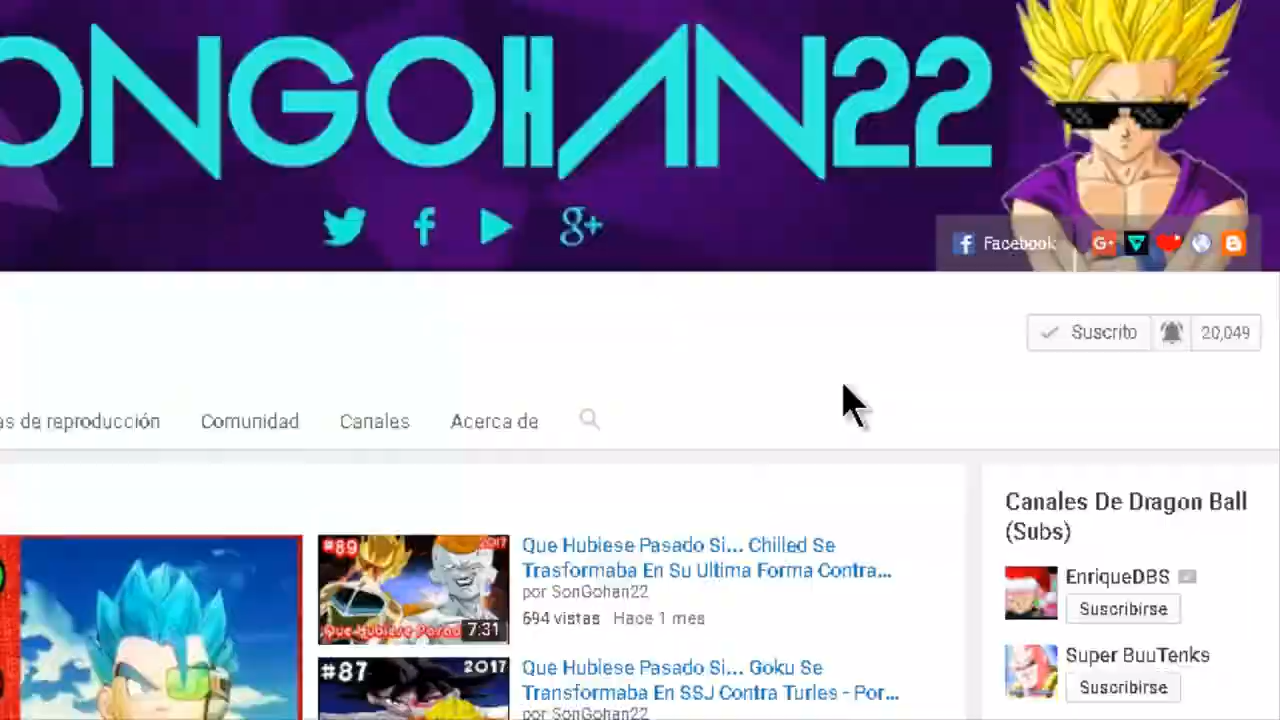 ONGOHAN22
Facebook
Suscrito 20,049
as de reproducción Comunidad Canales Acerca de
Canales De Dragon Ball
(Subs)
EnriqueDBS
Suscribirse
Super BuuTenks
Suscribirse
#89 2017
Que Hubiese Pasado
7:31
Que Hubiese Pasado Si... Chilled Se
Trasformaba En Su Ultima Forma Contra...
por SonGohan22
694 vistas Hace 1 mes
#87 2017
Que Hubiese Pasado Si... Goku Se
Transformaba En SSJ Contra Turles - Por...
por SonGohan22